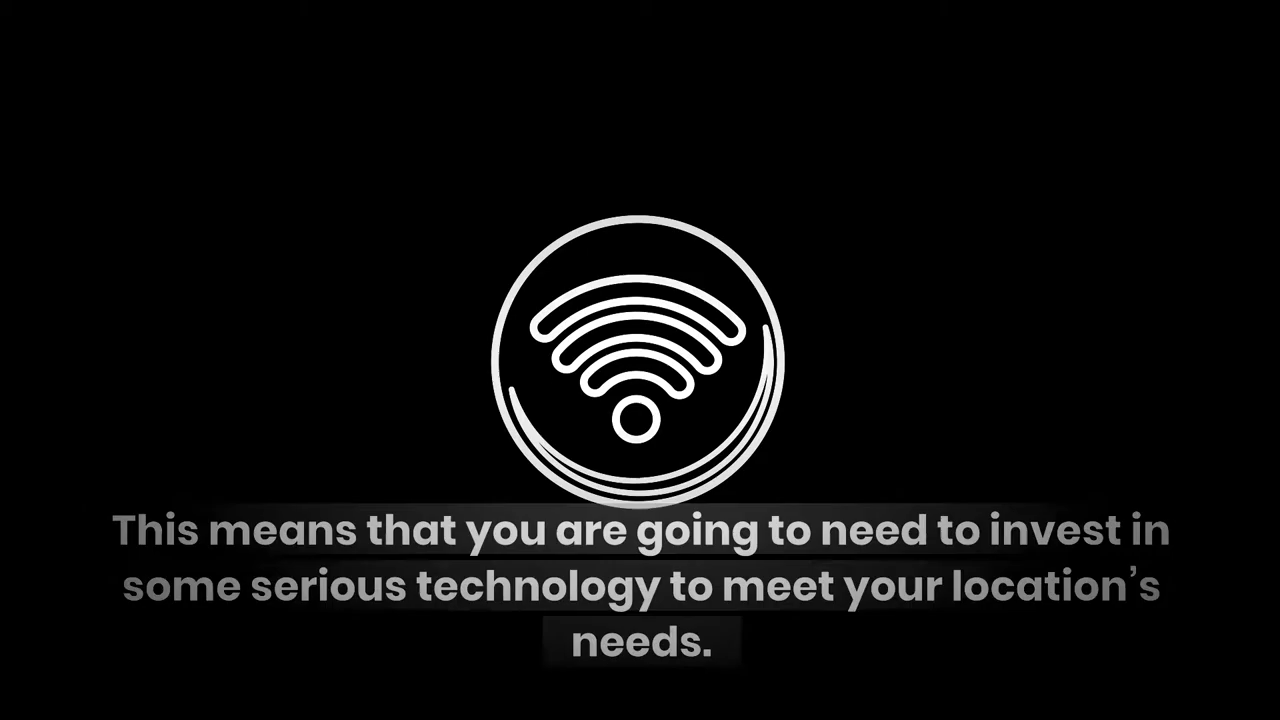 This means that you are going to need to invest in
some serious technology to meet your location’s
needs.